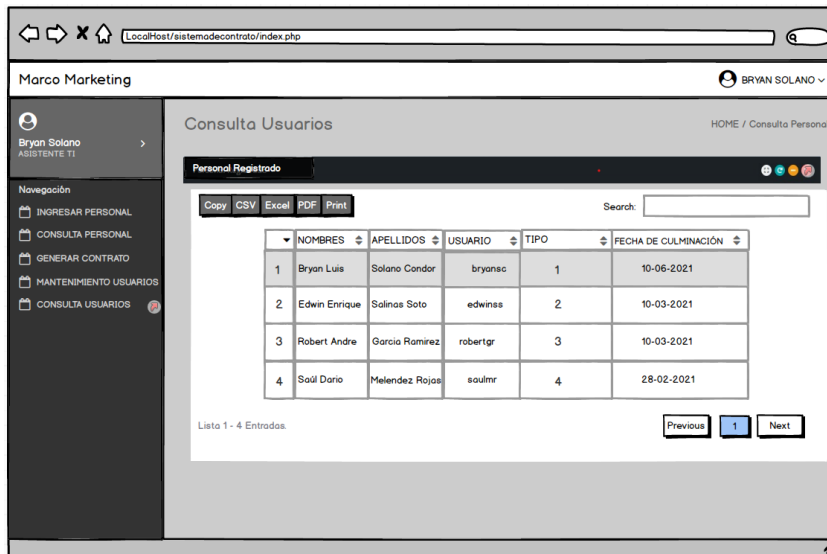 LocalHost/sistemadecontrato/index.php
Marco Marketing
BRYAN SOLANO
Bryan Solano
ASISTENTE TI
Navegación
INGRESAR PERSONAL
CONSULTA PERSONAL
GENERAR CONTRATO
MANTENIMIENTO USUARIOS
CONSULTA USUARIOS
Consulta Usuarios
HOME / Consulta Personal
Personal Registrado
Copy CSV Excel PDF Print
Search:
NOMBRES APELLIDOS USUARIO TIPO FECHA DE CULMINACIÓN
1 Bryan Luis Solano Condor bryansc 1 10-06-2021
2 Edwin Enrique Salinas Soto edwinss 2 10-03-2021
3 Robert Andre Garcia Ramirez robertgr 3 10-03-2021
4 Saúl Dario Melendez Rojas saulmr 4 28-02-2021
Lista 1 - 4 Entradas.
Previous 1 Next